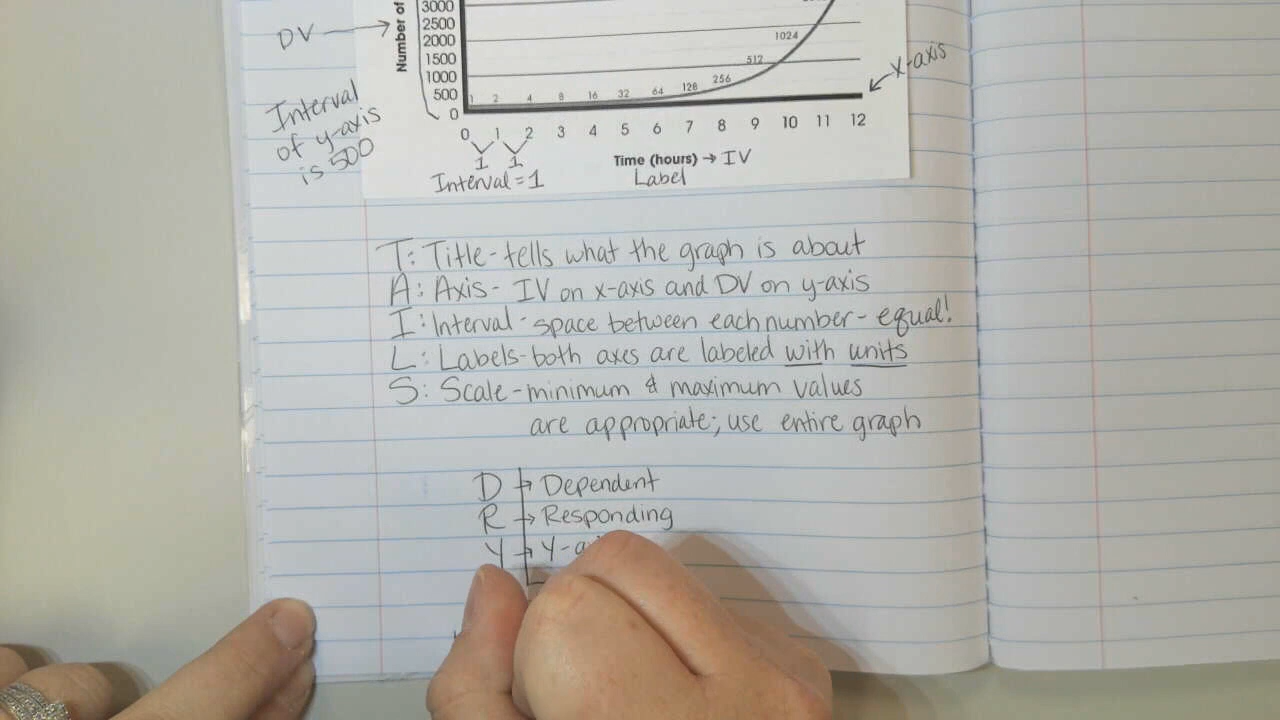 3000
DV → 2500
Number of
2000
1500
1000
500
0
1 2 4 8 16 32 64 128 256 512 1024
x-axis
Interval
of y-axis
is 500
0 1 2 3 4 5 6 7 8 9 10 11 12
1 1
Time (hours) → IV
Interval = 1
Label
T: Title - tells what the graph is about
A: Axis - IV on x-axis and DV on y-axis
I: Interval - space between each number - equal!
L: Labels - both axes are labeled with units
S: Scale - minimum & maximum values
are appropriate; use entire graph
D → Dependent
R → Responding
Y →